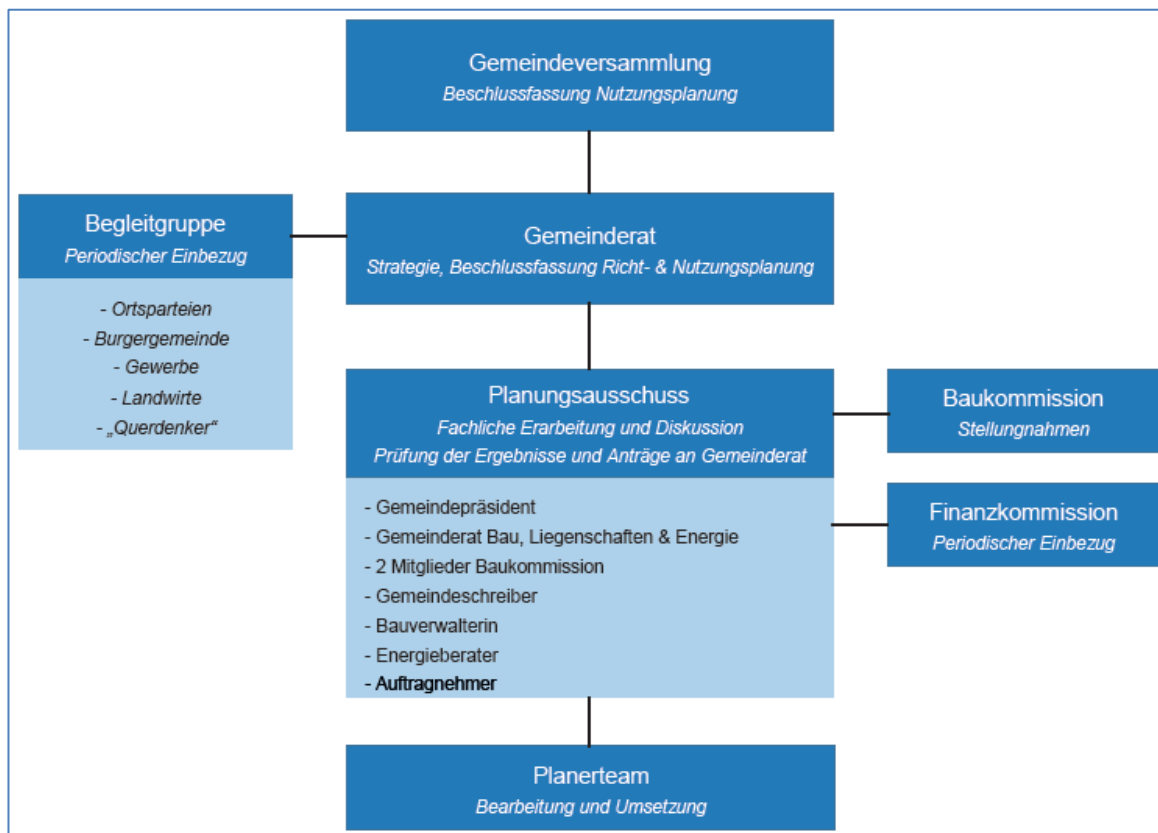 Gemeindeversammlung
Beschlussfassung Nutzungsplanung
Begleitgruppe
Periodischer Einbezug
- Ortsparteien
- Burgergemeinde
- Gewerbe
- Landwirte
- „Querdenker“
Gemeinderat
Strategie, Beschlussfassung Richt- & Nutzungsplanung
Planungsausschuss
Fachliche Erarbeitung und Diskussion
Prüfung der Ergebnisse und Anträge an Gemeinderat
- Gemeindepräsident
- Gemeinderat Bau, Liegenschaften & Energie
- 2 Mitglieder Baukommission
- Gemeindeschreiber
- Bauverwalterin
- Energieberater
- Auftragnehmer
Baukommission
Stellungnahmen
Finanzkommission
Periodischer Einbezug
Planerteam
Bearbeitung und Umsetzung